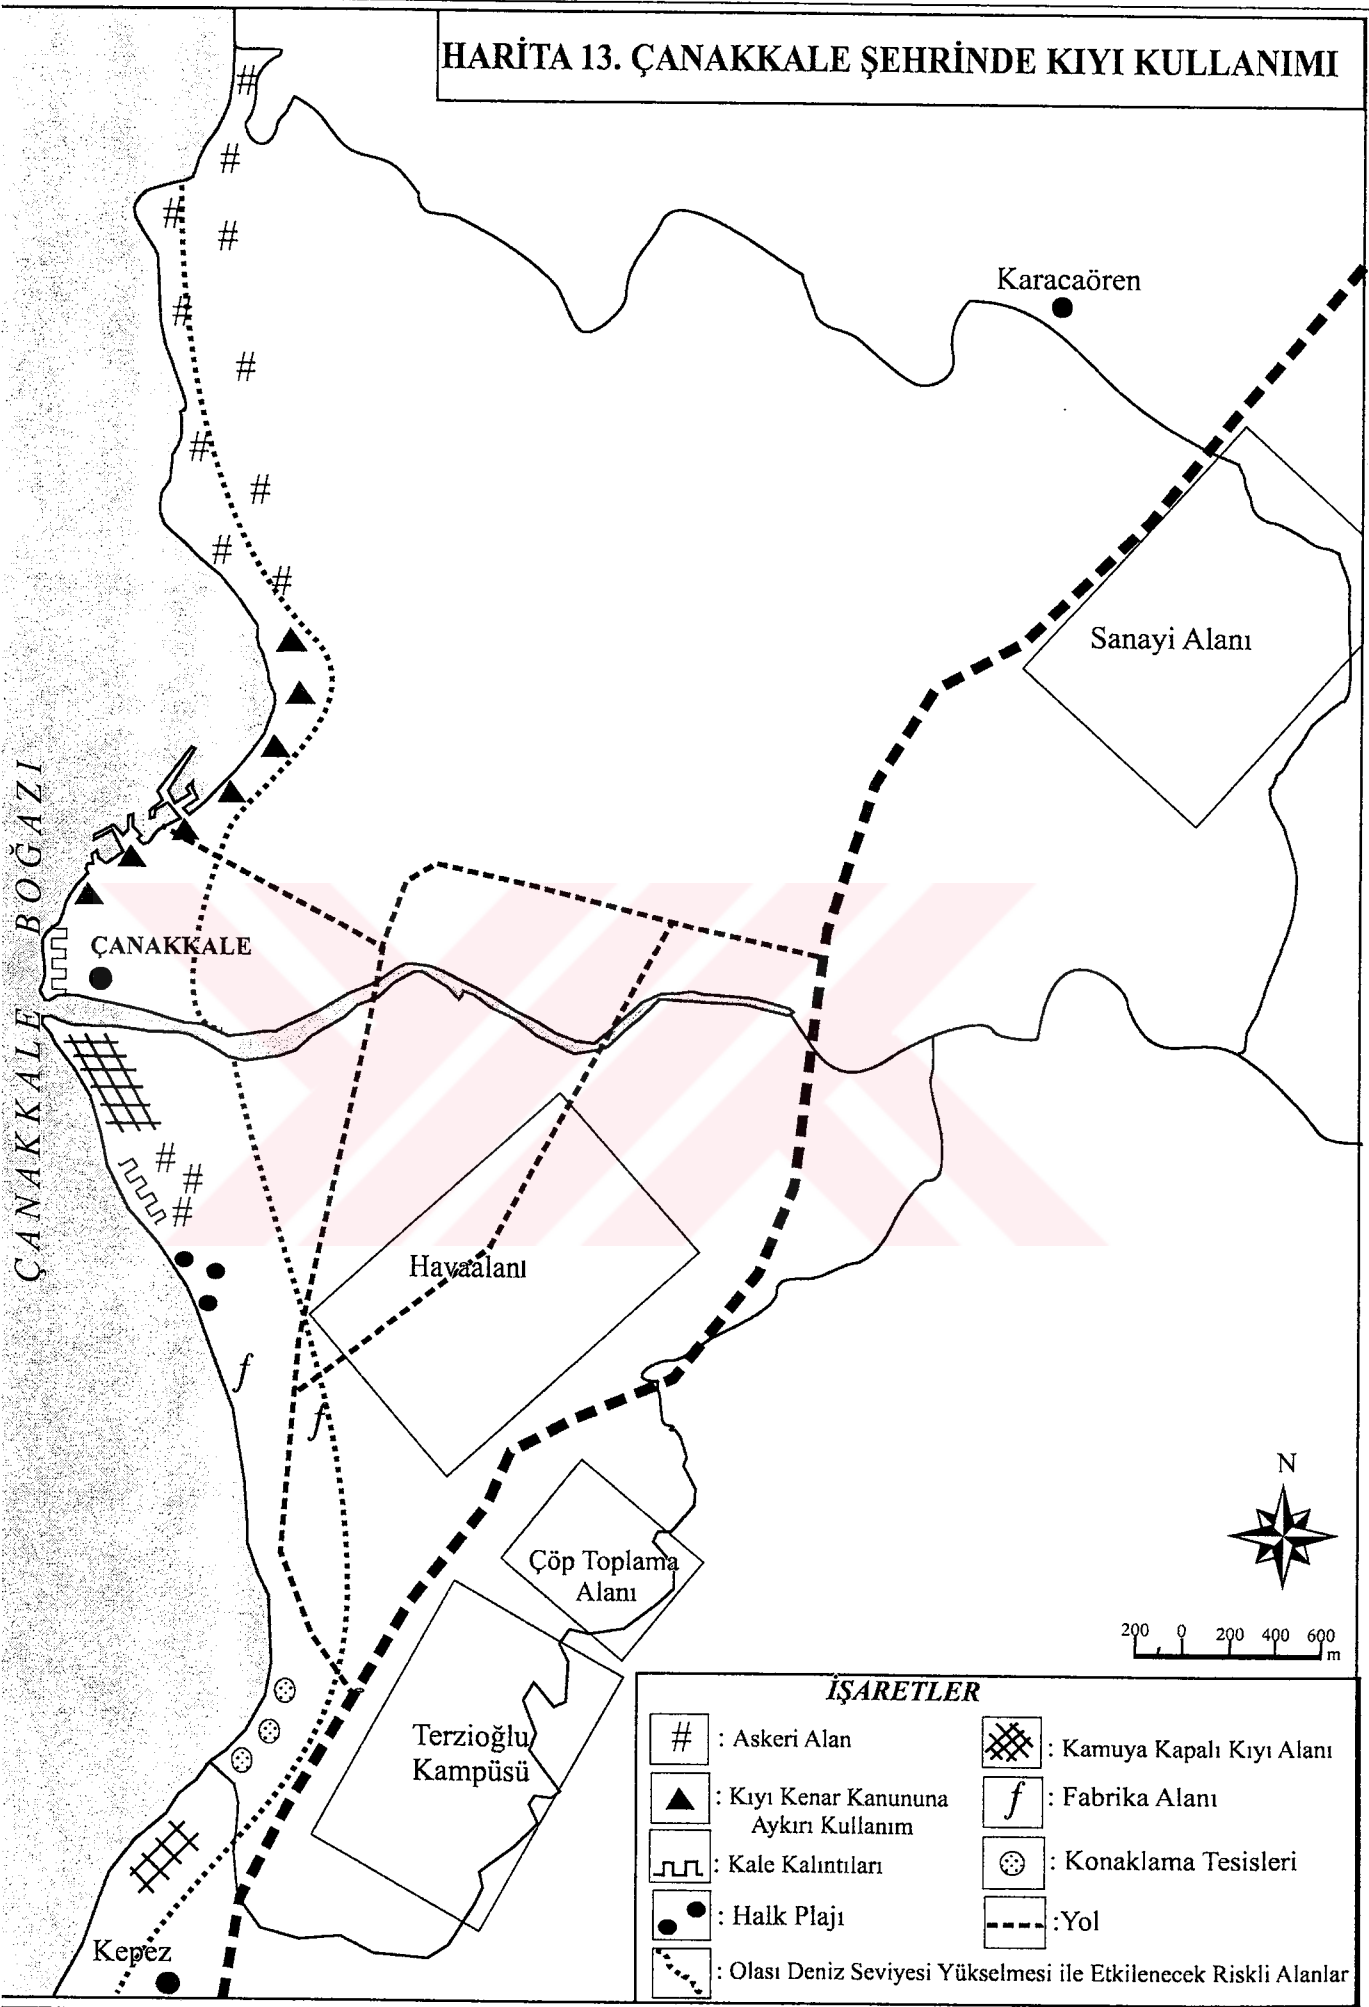 HARİTA 13. ÇANAKKALE ŞEHRİNDE KIYI KULLANIMI
Karacaören
Sanayi Alanı
ÇANAKKALE BOĞAZI
ÇANAKKALE
Havaalanı
Çöp Toplama
Alanı
Terzioğlu
Kampüsü
Kepez
N
200 0 200 400 600 m
İŞARETLER
# : Askeri Alan
: Kıyı Kenar Kanununa
Aykırı Kullanım
: Kale Kalıntıları
: Halk Plajı
: Kamuya Kapalı Kıyı Alanı
f : Fabrika Alanı
: Konaklama Tesisleri
:Yol
: Olası Deniz Seviyesi Yükselmesi ile Etkilenecek Riskli Alanlar